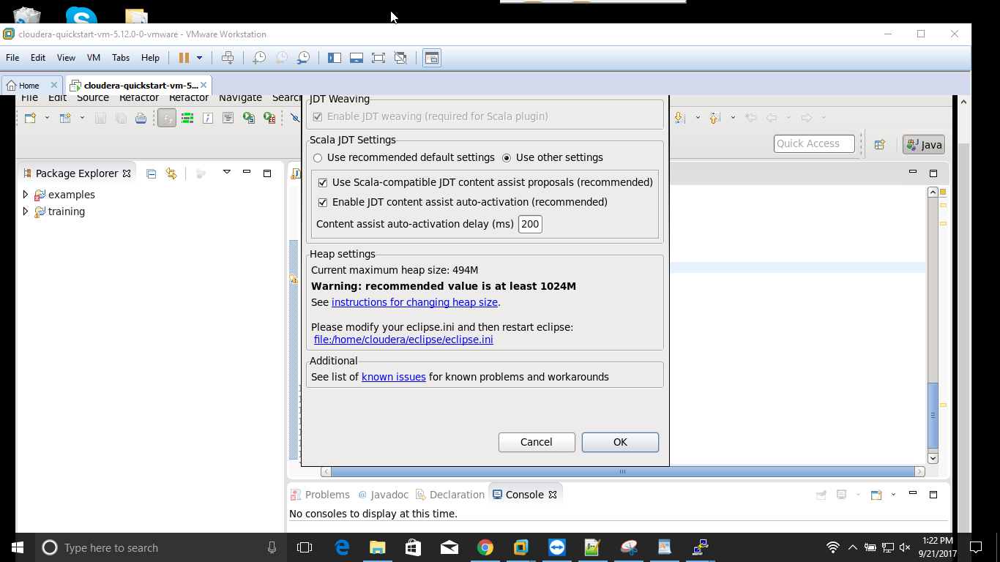 cloudera-quickstart-vm-5.12.0-0-vmware - VMware Workstation
File Edit View VM Tabs Help
Home cloudera-quickstart-vm-5...
File Edit Source Refactor Refactor Navigate Search
Quick Access Java
Package Explorer
examples
training
JDT Weaving
Enable JDT weaving (required for Scala plugin)
Scala JDT Settings
Use recommended default settings Use other settings
Use Scala-compatible JDT content assist proposals (recommended)
Enable JDT content assist auto-activation (recommended)
Content assist auto-activation delay (ms) 200
Heap settings
Current maximum heap size: 494M
Warning: recommended value is at least 1024M
See instructions for changing heap size.
Please modify your eclipse.ini and then restart eclipse:
file:/home/cloudera/eclipse/eclipse.ini
Additional
See list of known issues for known problems and workarounds
Cancel OK
Problems @ Javadoc Declaration Console
No consoles to display at this time.
Type here to search
1:22 PM
9/21/2017